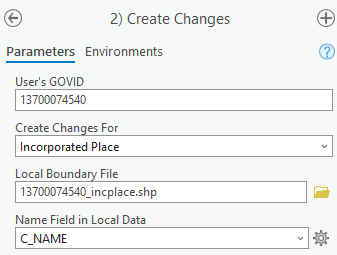 2) Create Changes
Parameters Environments
User's GOVID
13700074540
Create Changes For
Incorporated Place
Local Boundary File
13700074540_incplace.shp
Name Field in Local Data
C_NAME